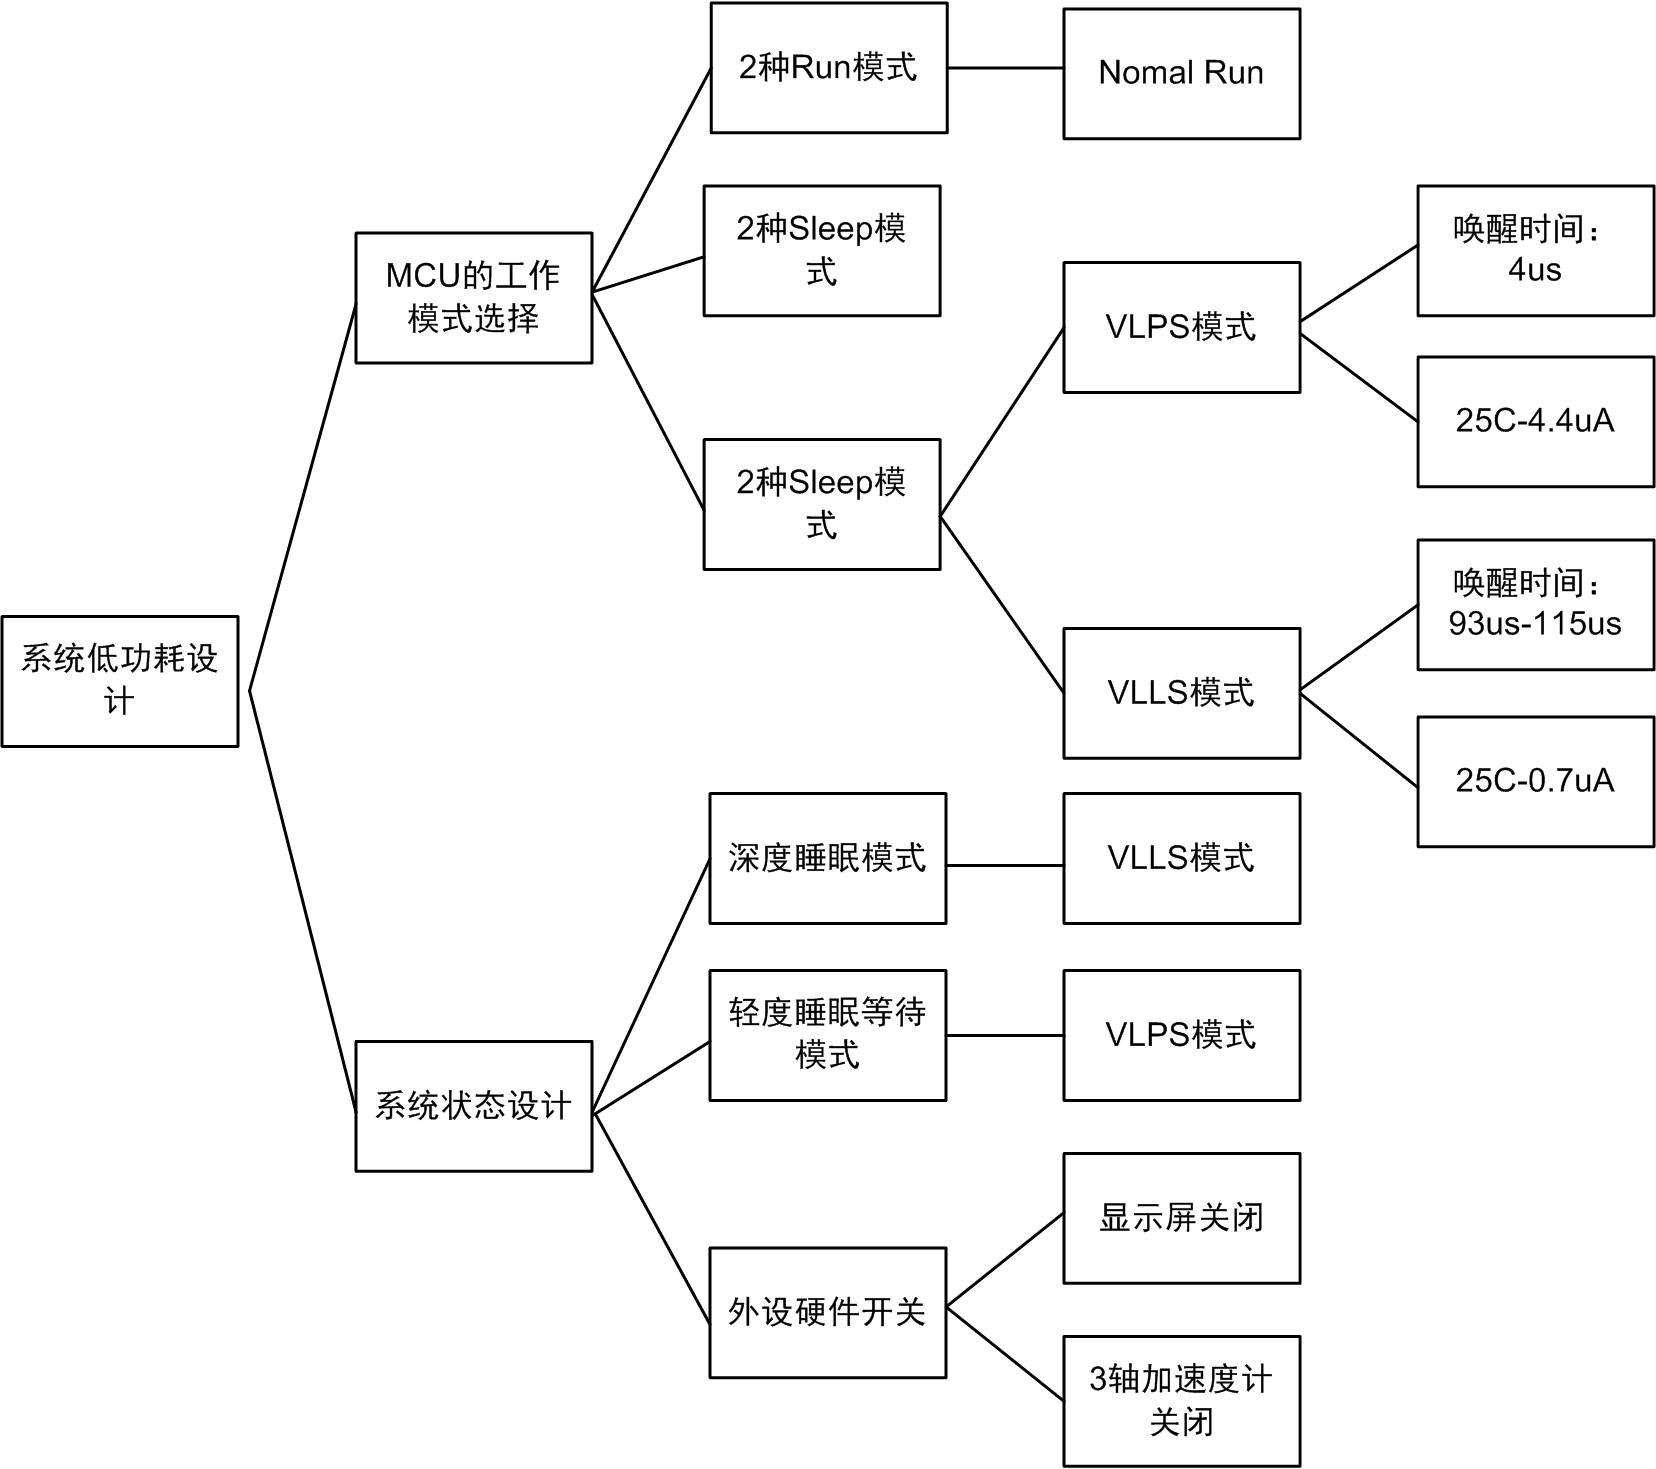 系统低功耗设
计
MCU的工作
模式选择
2种Run模式
Nomal Run
2种Sleep模
式
2种Sleep模
式
VLPS模式
唤醒时间：
4us
25C-4.4uA
VLLS模式
唤醒时间：
93us-115us
25C-0.7uA
系统状态设计
深度睡眠模式
VLLS模式
轻度睡眠等待
模式
VLPS模式
外设硬件开关
显示屏关闭
3轴加速度计
关闭